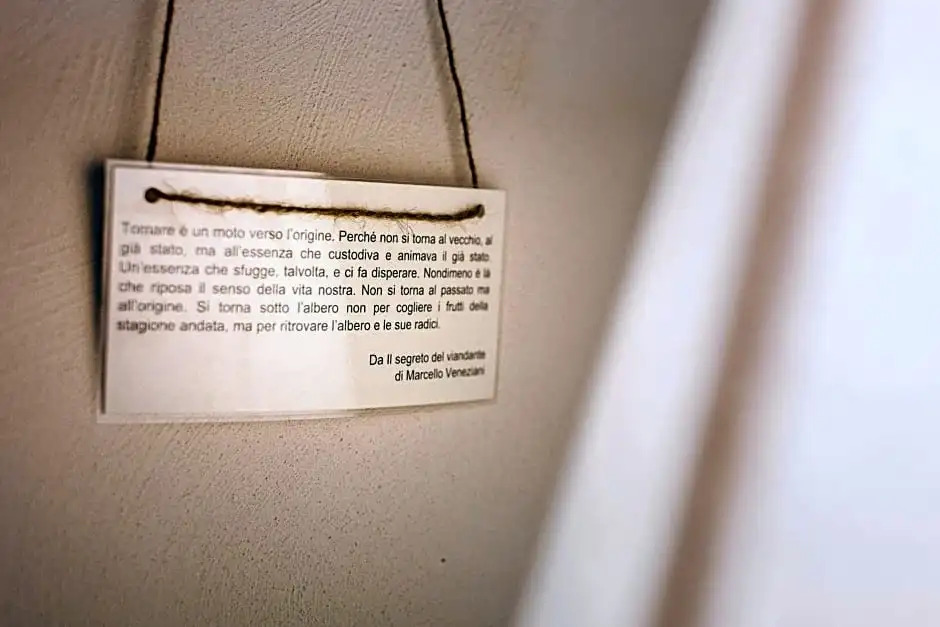 Tornare è un moto verso l'origine. Perché non si torna al vecchio, al
già stato, ma all'essenza che custodiva e animava il già stato.
Un'essenza che sfugge, talvolta, e ci fa disperare. Nondimeno è là
che riposa il senso della vita nostra. Non si torna al passato ma
all'origine. Si torna sotto l'albero non per cogliere i frutti della
stagione andata, ma per ritrovare l'albero e le sue radici.
Da Il segreto del viandante
di Marcello Veneziani